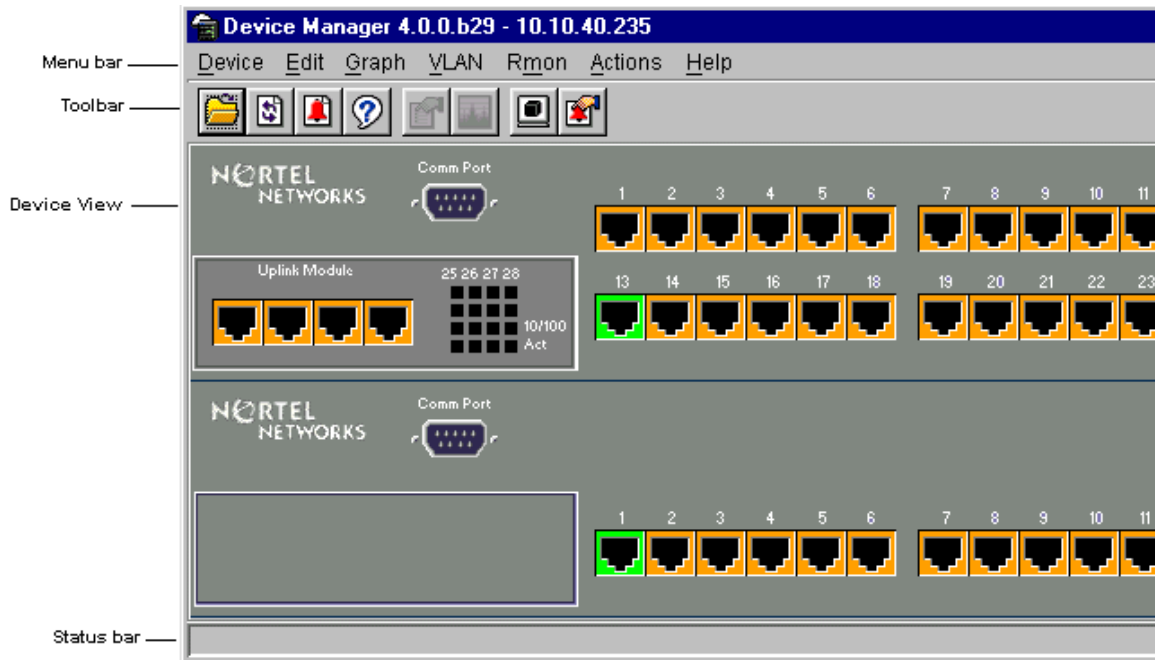 Device Manager 4.0.0.b29 - 10.10.40.235
Menu bar
Device Edit Graph VLAN Rmon Actions Help
Toolbar
NORTEL
NETWORKS
Comm Port
Device View
1 2 3 4 5 6 7 8 9 10 11
Uplink Module
25 26 27 28
10/100
Act
13 14 15 16 17 18 19 20 21 22 23
NORTEL
NETWORKS
Comm Port
1 2 3 4 5 6 7 8 9 10 11
Status bar